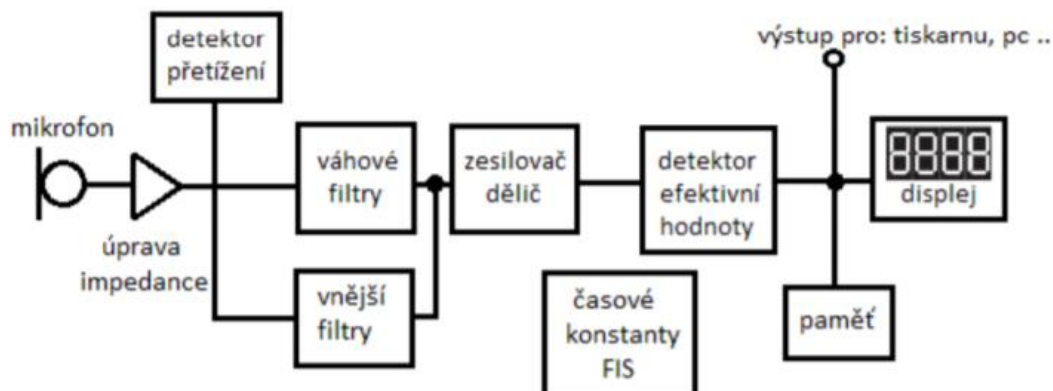 detektor
přetížení
výstup pro: tiskarnu, pc ..
mikrofon
váhové
filtry
zesilovač
dělič
detektor
efektivní
hodnoty
8888
displej
úprava
impedance
vnější
filtry
časové
konstanty
FIS
paměť